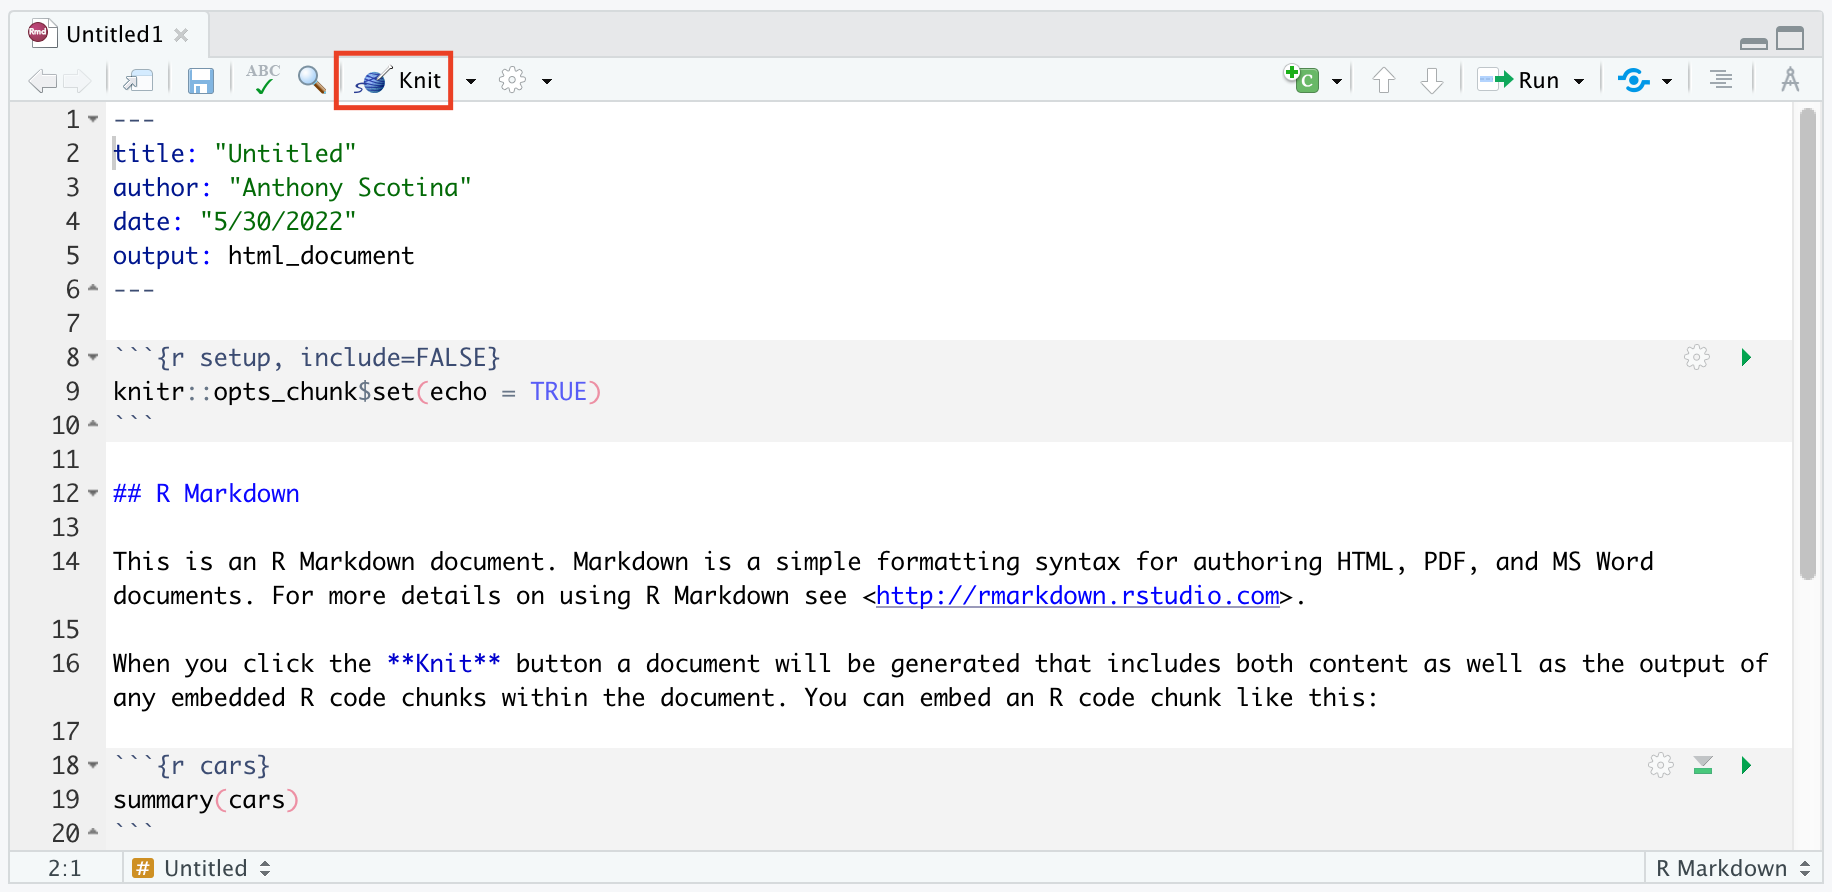 Rmd Untitled1
ABC Knit C Run
1 ---
2 title: "Untitled"
3 author: "Anthony Scotina"
4 date: "5/30/2022"
5 output: html_document
6 ---
7
8 ```{r setup, include=FALSE}
9 knitr::opts_chunk$set(echo = TRUE)
10 ```
11
12 ## R Markdown
13
14 This is an R Markdown document. Markdown is a simple formatting syntax for authoring HTML, PDF, and MS Word
documents. For more details on using R Markdown see <http://rmarkdown.rstudio.com>.
15
16 When you click the **Knit** button a document will be generated that includes both content as well as the output of
any embedded R code chunks within the document. You can embed an R code chunk like this:
17
18 ```{r cars}
19 summary(cars)
20 ```
2:1 # Untitled R Markdown